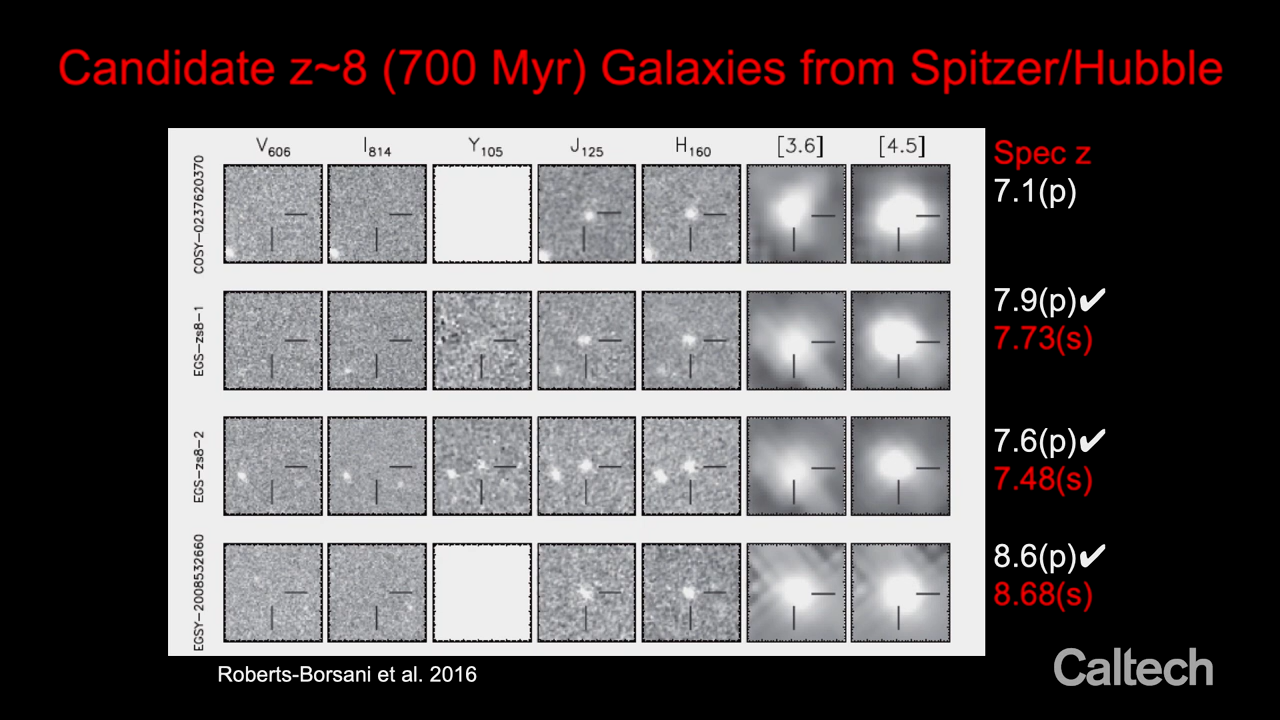 Candidate z~8 (700 Myr) Galaxies from Spitzer/Hubble
V606 I814 Y105 J125 H160 [3.6] [4.5]
Spec z
COSY-0237620370
7.1(p)
EGS-zs8-1
7.9(p)✔
7.73(s)
EGS-zs8-2
7.6(p)✔
7.48(s)
EGSY-2008532660
8.6(p)✔
8.68(s)
Roberts-Borsani et al. 2016
Caltech